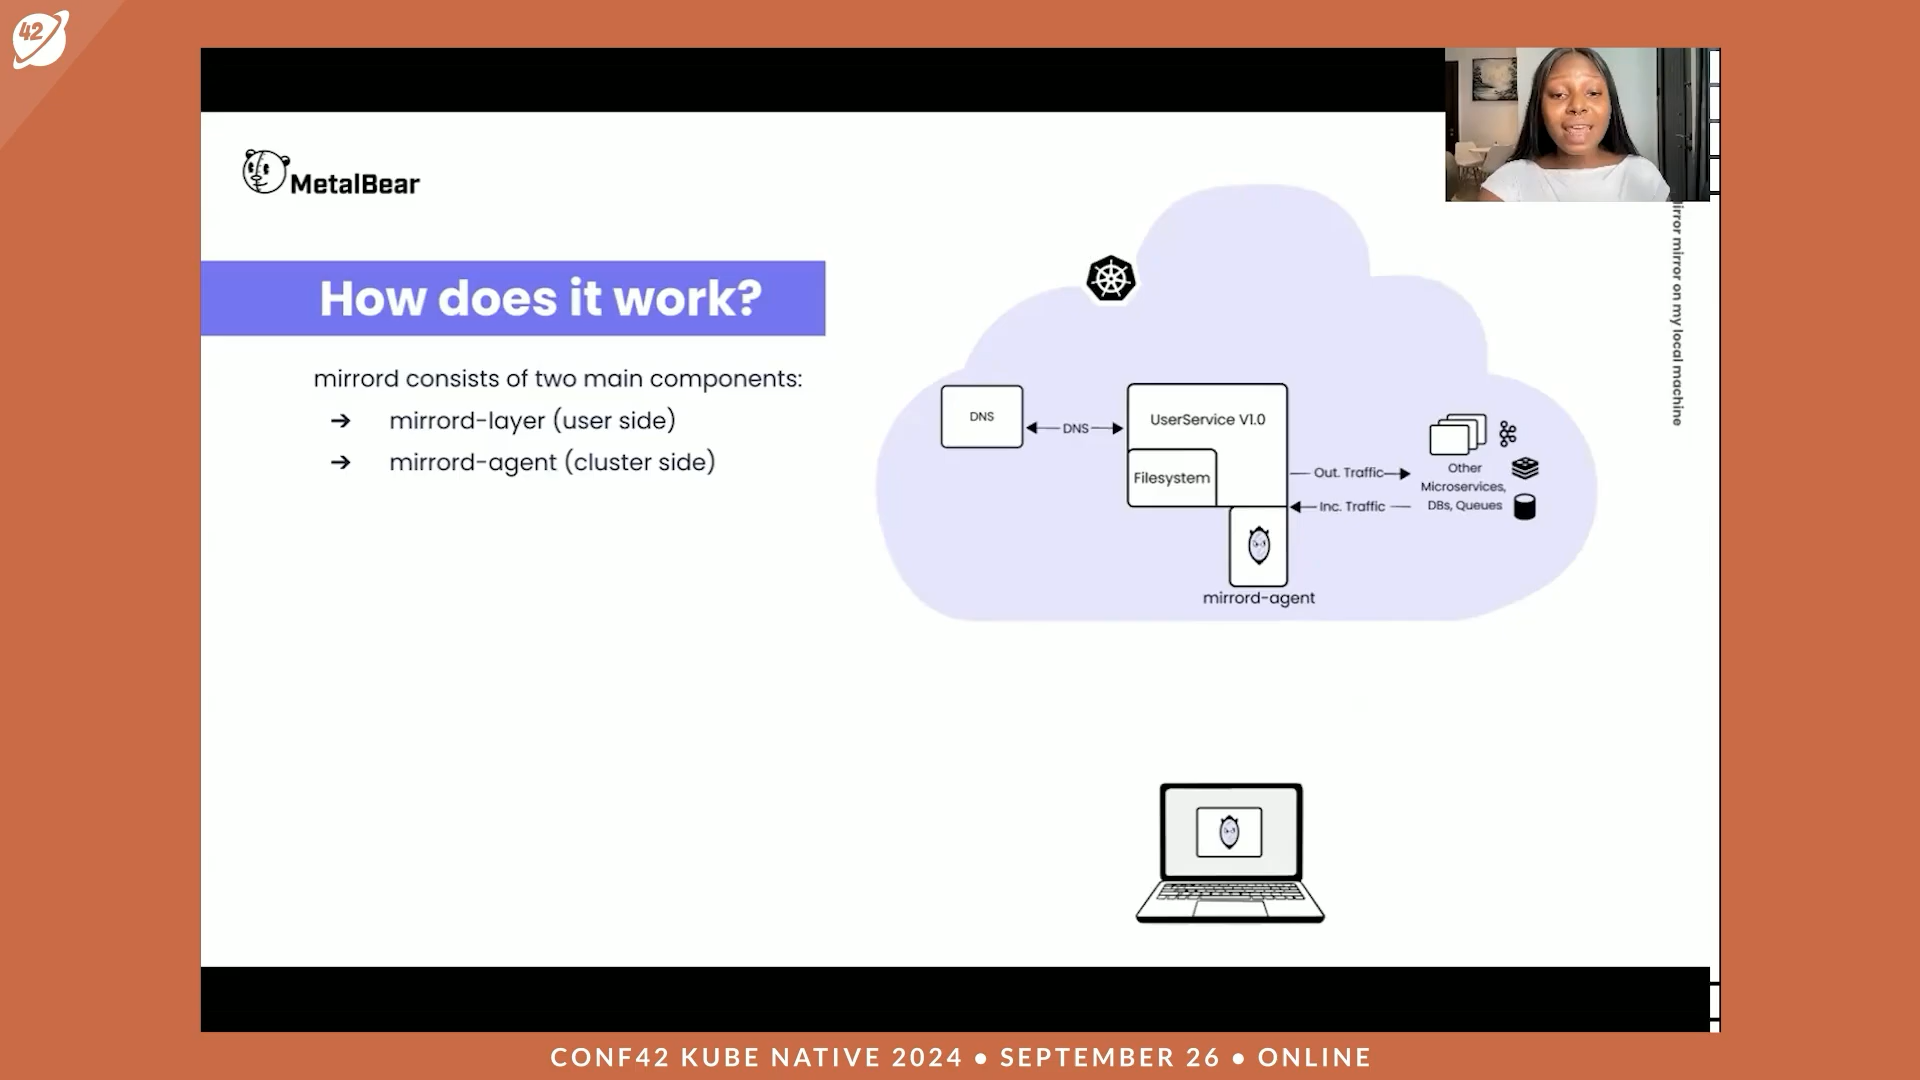 42
MetalBear
How does it work?
mirrord consists of two main components:
➔ mirrord-layer (user side)
➔ mirrord-agent (cluster side)
DNS
DNS
UserService V1.0
Filesystem
Out. Traffic
Inc. Traffic
Other
Microservices,
DBs, Queues
mirrord-agent
mirror on my local machine
CONF42 KUBE NATIVE 2024 ● SEPTEMBER 26 ● ONLINE